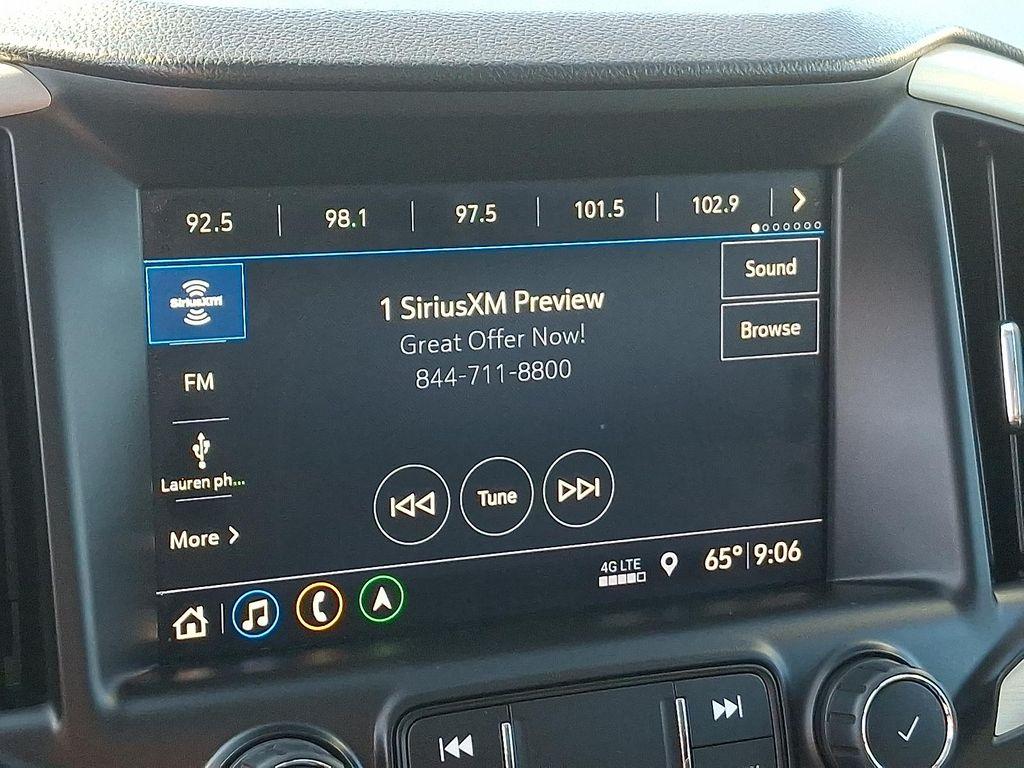 92.5 98.1 97.5 101.5 102.9
SiriusXM
Sound
1 SiriusXM Preview
Great Offer Now!
844-711-8800
Browse
FM
Lauren ph...
Tune
More
4G LTE
65° 9:06